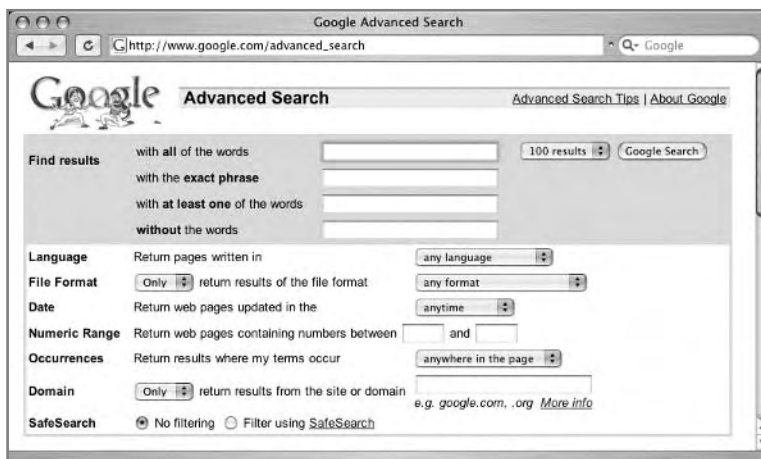 Google Advanced Search
http://www.google.com/advanced_search Google
Google Advanced Search Advanced Search Tips | About Google
Find results with all of the words 100 results Google Search
with the exact phrase
with at least one of the words
without the words
Language Return pages written in any language
File Format Only return results of the file format any format
Date Return web pages updated in the anytime
Numeric Range Return web pages containing numbers between and
Occurrences Return results where my terms occur anywhere in the page
Domain Only return results from the site or domain
e.g. google.com, .org More info
SafeSearch No filtering Filter using SafeSearch